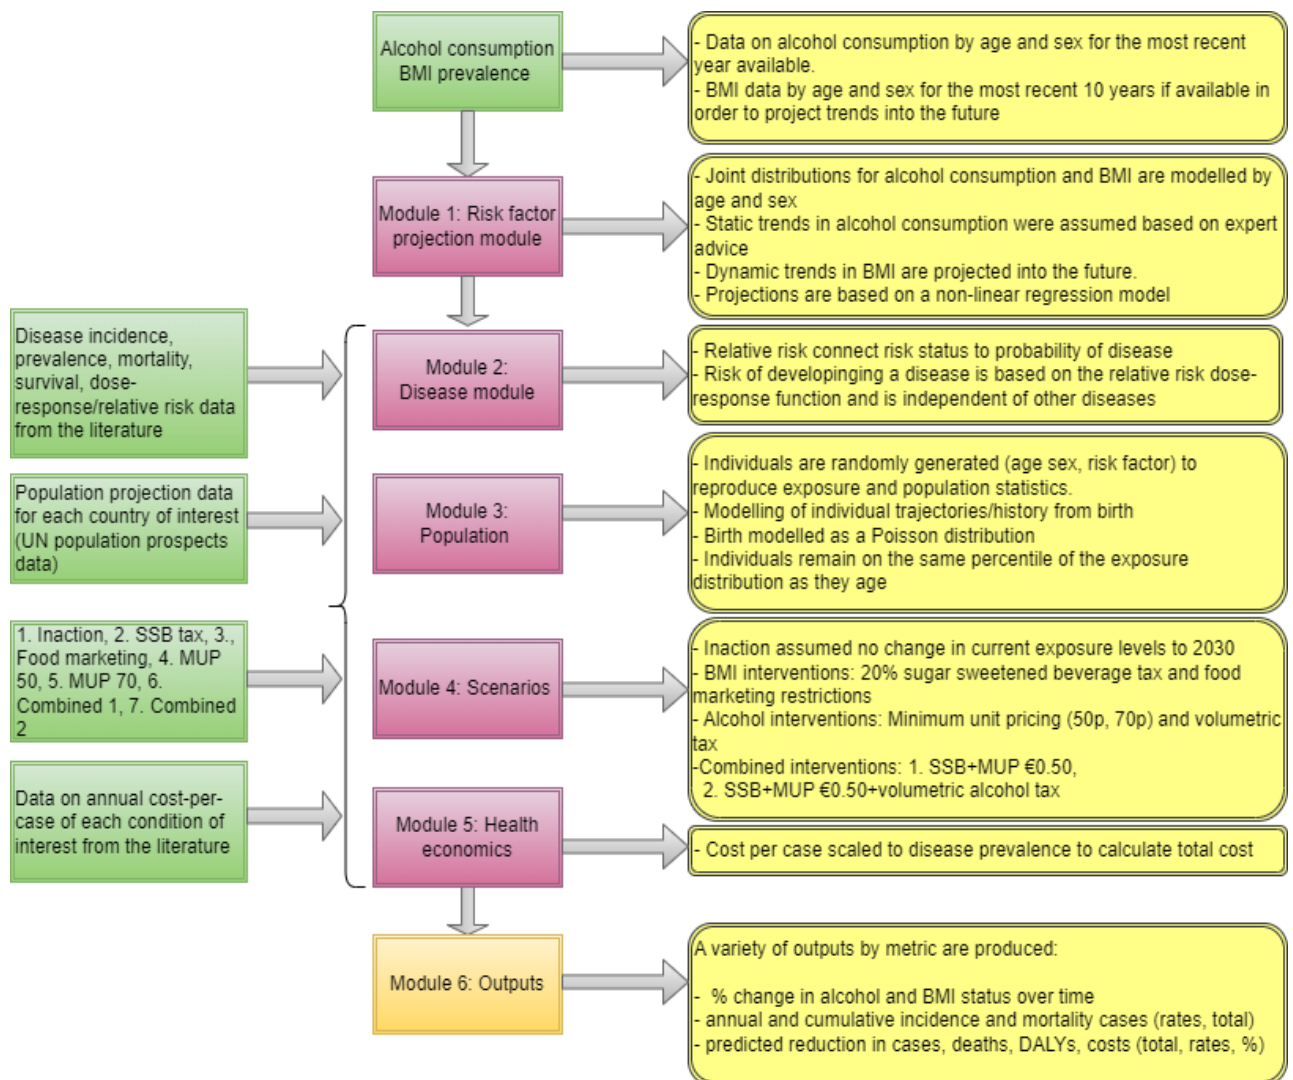 Alcohol consumption
BMI prevalence
- Data on alcohol consumption by age and sex for the most recent
year available.
- BMI data by age and sex for the most recent 10 years if available in
order to project trends into the future
Module 1: Risk factor
projection module
- Joint distributions for alcohol consumption and BMI are modelled by
age and sex
- Static trends in alcohol consumption were assumed based on expert
advice
- Dynamic trends in BMI are projected into the future.
- Projections are based on a non-linear regression model
Disease incidence,
prevalence, mortality,
survival, dose-
response/relative risk data
from the literature
Module 2:
Disease module
- Relative risk connect risk status to probability of disease
- Risk of developinging a disease is based on the relative risk dose-
response function and is independent of other diseases
Population projection data
for each country of interest
(UN population prospects
data)
Module 3:
Population
- Individuals are randomly generated (age sex, risk factor) to
reproduce exposure and population statistics.
- Modelling of individual trajectories/history from birth
- Birth modelled as a Poisson distribution
- Individuals remain on the same percentile of the exposure
distribution as they age
1. Inaction, 2. SSB tax, 3.,
Food marketing, 4. MUP
50, 5. MUP 70, 6.
Combined 1, 7. Combined
2
Module 4: Scenarios
- Inaction assumed no change in current exposure levels to 2030
- BMI interventions: 20% sugar sweetened beverage tax and food
marketing restrictions
- Alcohol interventions: Minimum unit pricing (50p, 70p) and volumetric
tax
-Combined interventions: 1. SSB+MUP €0.50,
2. SSB+MUP €0.50+volumetric alcohol tax
Data on annual cost-per-
case of each condition of
interest from the literature
Module 5: Health
economics
- Cost per case scaled to disease prevalence to calculate total cost
Module 6: Outputs
A variety of outputs by metric are produced:
- % change in alcohol and BMI status over time
- annual and cumulative incidence and mortality cases (rates, total)
- predicted reduction in cases, deaths, DALYs, costs (total, rates, %)